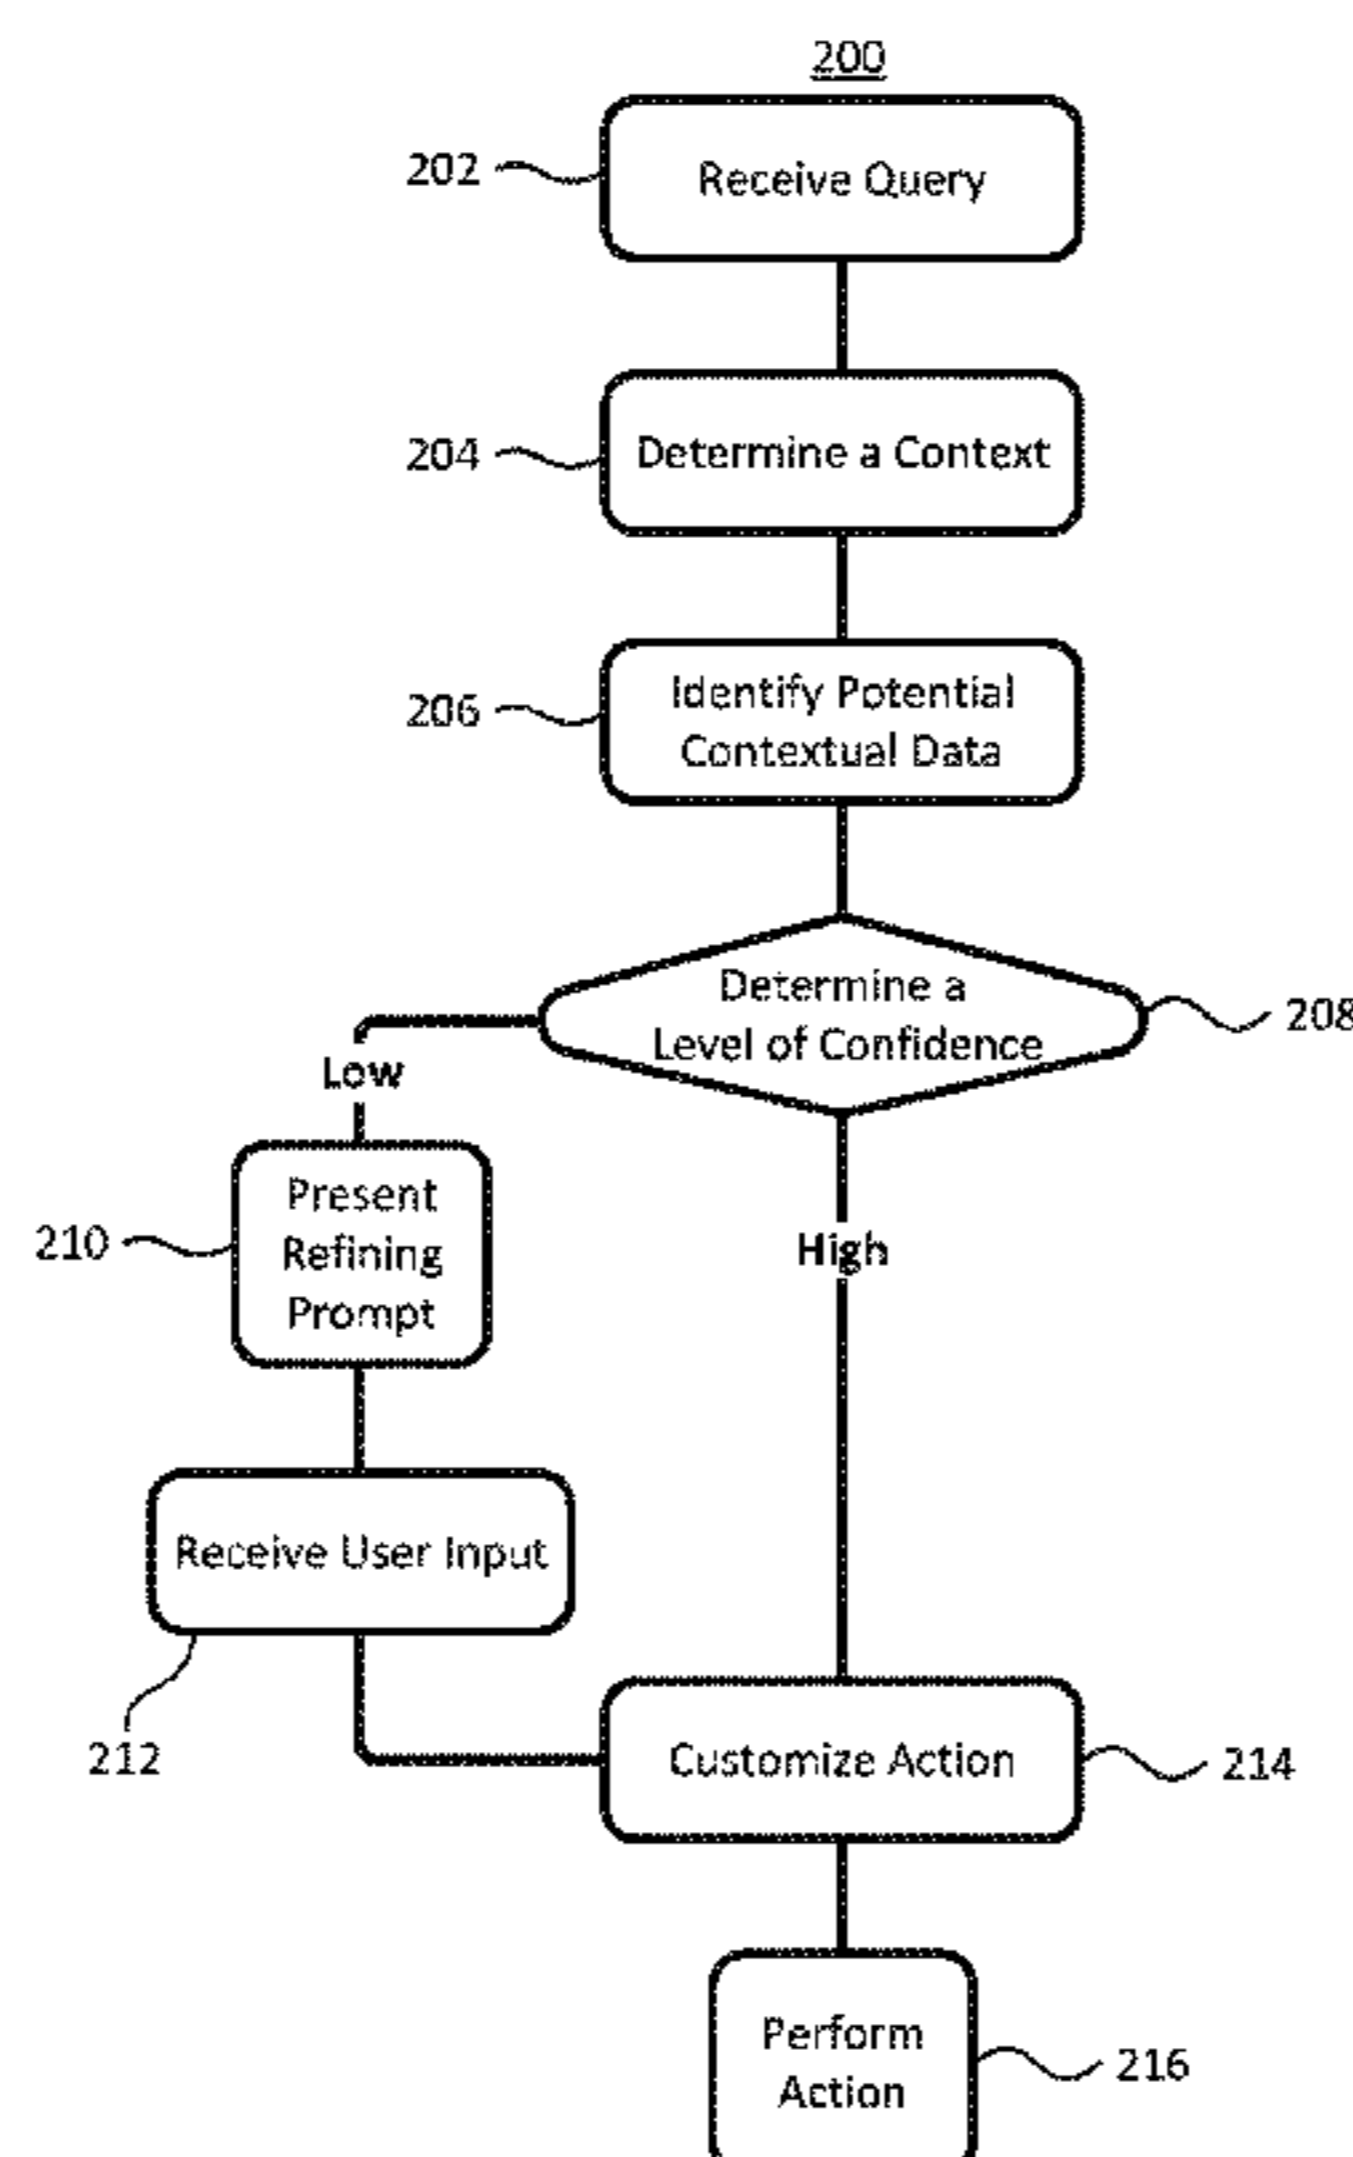 200
202
Receive Query
204
Determine a Context
206
Identify Potential
Contextual Data
Determine a
Level of Confidence
208
Low
High
210
Present
Refining
Prompt
Receive User Input
212
Customize Action
214
Perform
Action
216